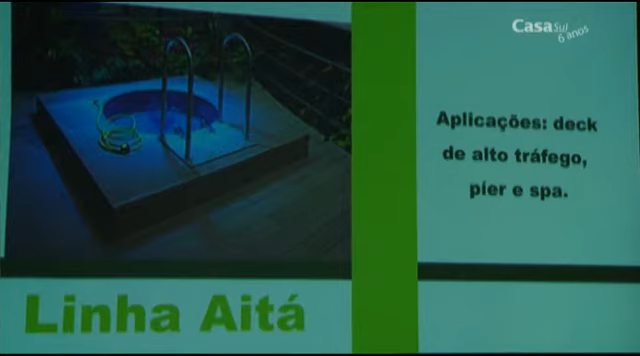 Casa Sul
6 anos
Aplicações: deck
de alto tráfego,
píer e spa.
Linha Aitá